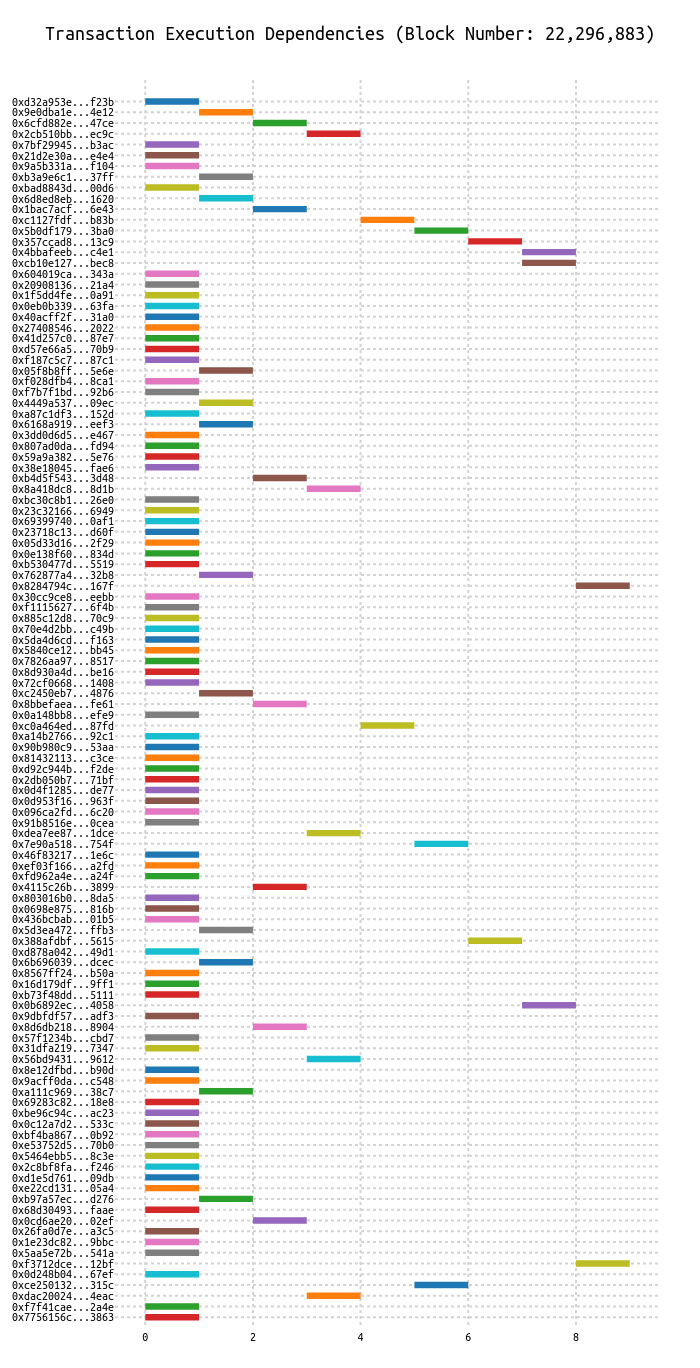 Transaction Execution Dependencies (Block Number: 22,296,883)
0xd32a953e...f23b
0x9e0dba1e...4e12
0x6cfd882e...47ce
0x2cb510bb...ec9c
0x7bf29945...b3ac
0x21d2e30a...e4e4
0x9a5b331a...f104
0xb3a9e6c1...37ff
0xbad8843d...00d6
0x6d8ed8eb...1620
0x1bac7acf...6e43
0xc1127fdf...b83b
0x5b0df179...3ba0
0x357ccad8...13c9
0x4bbafeeb...c4e1
0xcb10e127...bec8
0x604019ca...343a
0x20908136...21a4
0x1f5dd4fe...0a91
0x0eb0b339...63fa
0x40acff2f...31a0
0x27408546...2022
0x41d257c0...87e7
0xd57e66a5...70b9
0xf187c5c7...87c1
0x05f8b8ff...5e6e
0xf028dfb4...8ca1
0xf7b7f1bd...92b6
0x4449a537...09ec
0xa87c1df3...152d
0x6168a919...eef3
0x3dd0d6d5...e467
0x807ad0da...fd94
0x59a9a382...5e76
0x38e18045...fae6
0xb4d5f543...3d48
0x8a418dc8...8d1b
0xbc30c8b1...26e0
0x23c32166...6949
0x69399740...0af1
0x23718c13...d60f
0x05d33d16...2f29
0x0e138f60...834d
0xb530477d...5519
0x762877a4...32b8
0x8284794c...167f
0x30cc9ce8...eebb
0xf1115627...6f4b
0x885c12d8...70c9
0x70e4d2bb...c49b
0x5da4d6cd...f163
0x5840ce12...bb45
0x7826aa97...8517
0x8d930a4d...be16
0x72cf0668...1408
0xc2450eb7...4876
0x8bbefaea...fe61
0x0a148bb8...efe9
0xc0a464ed...87fd
0xa14b2766...92c1
0x90b980c9...53aa
0x81432113...c3ce
0xd92c944b...f2de
0x2db050b7...71bf
0x0d4f1285...de77
0x0d953f16...963f
0x096ca2fd...6c20
0x91b8516e...0cea
0xdea7ee87...1dce
0x7e90a518...754f
0x46f83217...1e6c
0xef03f166...a2fd
0xfd962a4e...a24f
0x4115c26b...3899
0x803016b0...8da5
0x0698e875...816b
0x436bcbab...01b5
0x5d3ea472...ffb3
0x388afdbf...5615
0xd878a042...49d1
0x6b696039...dcec
0x8567ff24...b50a
0x16d179df...9ff1
0xb73f48dd...5111
0x0b6892ec...4058
0x9dbfdf57...adf3
0x8d6db218...8904
0x57f1234b...cbd7
0x31dfa219...7347
0x56bd9431...9612
0x8e12dfbd...b90d
0x9acff0da...c548
0xa111c969...38c7
0x69283c82...18e8
0xbe96c94c...ac23
0x0c12a7d2...533c
0xbf4ba867...0b92
0xe53752d5...70b0
0x5464ebb5...8c3e
0x2c8bf8fa...f246
0xd1e5d761...09db
0xe22cd131...05a4
0xb97a57ec...d276
0x68d30493...faae
0x0cd6ae20...02ef
0x26fa0d7e...a3c5
0x1e23dc82...9bbc
0x5aa5e72b...541a
0xf3712dce...12bf
0x0d248b04...67ef
0xce250132...315c
0xdac20024...4eac
0xf7f41cae...2a4e
0x7756156c...3863
0 2 4 6 8